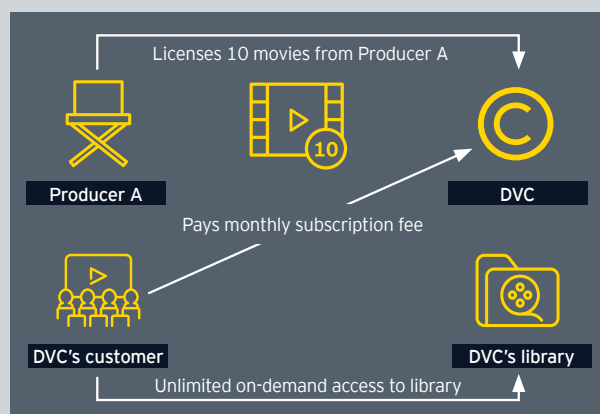 Licenses 10 movies from Producer A
10
Producer A
DVC
Pays monthly subscription fee
DVC's customer
DVC's library
Unlimited on-demand access to library